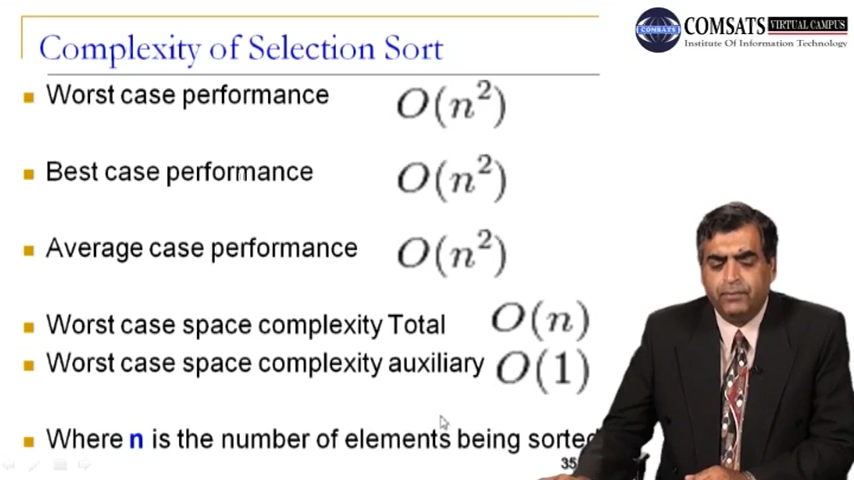 Complexity of Selection Sort
COMSATS VIRTUAL CAMPUS
Institute Of Information Technology
COMSATS
Worst case performance O(n²)
Best case performance O(n²)
Average case performance O(n²)
Worst case space complexity Total O(n)
Worst case space complexity auxiliary O(1)
Where n is the number of elements being sorted
35